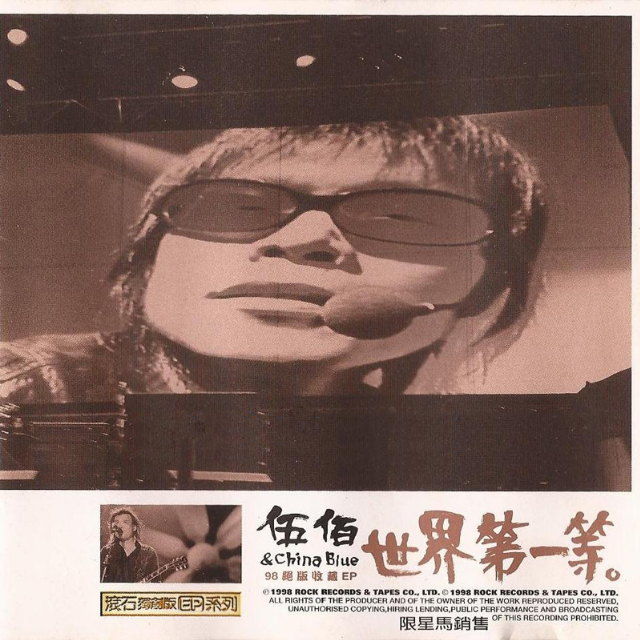 伍佰
& China Blue
98絕版收藏EP
世界第一等。
滾石獨家版EP系列
℗ 1998 ROCK RECORDS & TAPES CO., LTD. © 1998 ROCK RECORDS & TAPES CO., LTD.
ALL RIGHTS OF THE PRODUCER AND OF THE OWNER OF THE WORK REPRODUCED RESERVED,
UNAUTHORISED COPYING,HIRING LENDING,PUBLIC PERFORMANCE AND BROADCASTING
OF THIS RECORDING PROHIBITED.
限星馬銷售